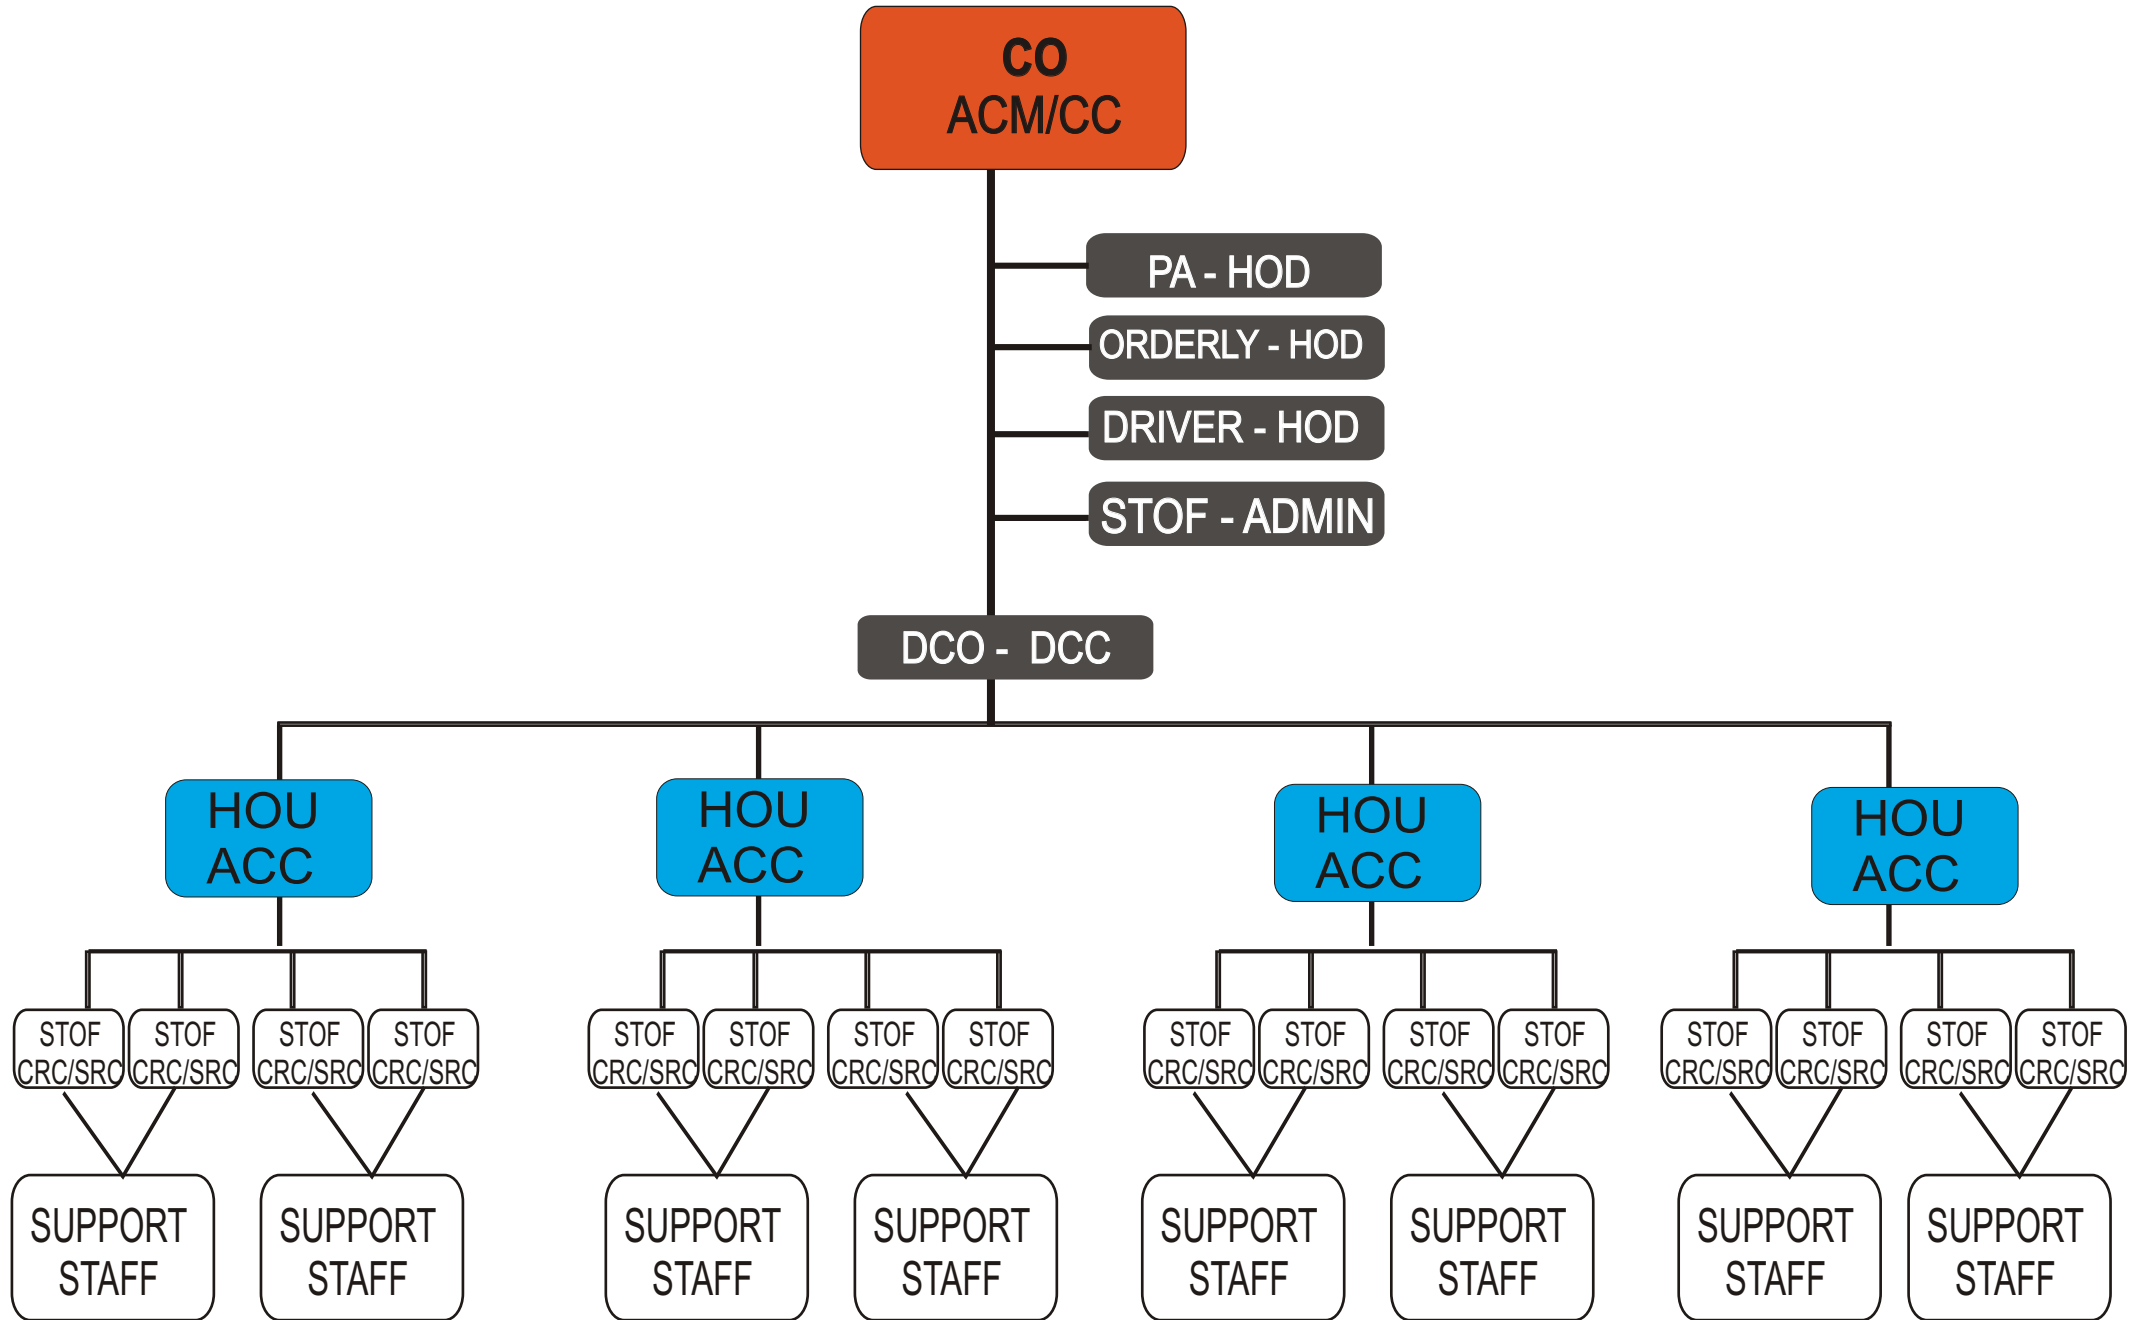 CO
ACM/CC
PA - HOD
ORDERLY - HOD
DRIVER - HOD
STOF - ADMIN
DCO - DCC
HOU
ACC
HOU
ACC
HOU
ACC
HOU
ACC
STOF
CRC/SRC
STOF
CRC/SRC
STOF
CRC/SRC
STOF
CRC/SRC
STOF
CRC/SRC
STOF
CRC/SRC
STOF
CRC/SRC
STOF
CRC/SRC
STOF
CRC/SRC
STOF
CRC/SRC
STOF
CRC/SRC
STOF
CRC/SRC
STOF
CRC/SRC
STOF
CRC/SRC
STOF
CRC/SRC
STOF
CRC/SRC
SUPPORT
STAFF
SUPPORT
STAFF
SUPPORT
STAFF
SUPPORT
STAFF
SUPPORT
STAFF
SUPPORT
STAFF
SUPPORT
STAFF
SUPPORT
STAFF